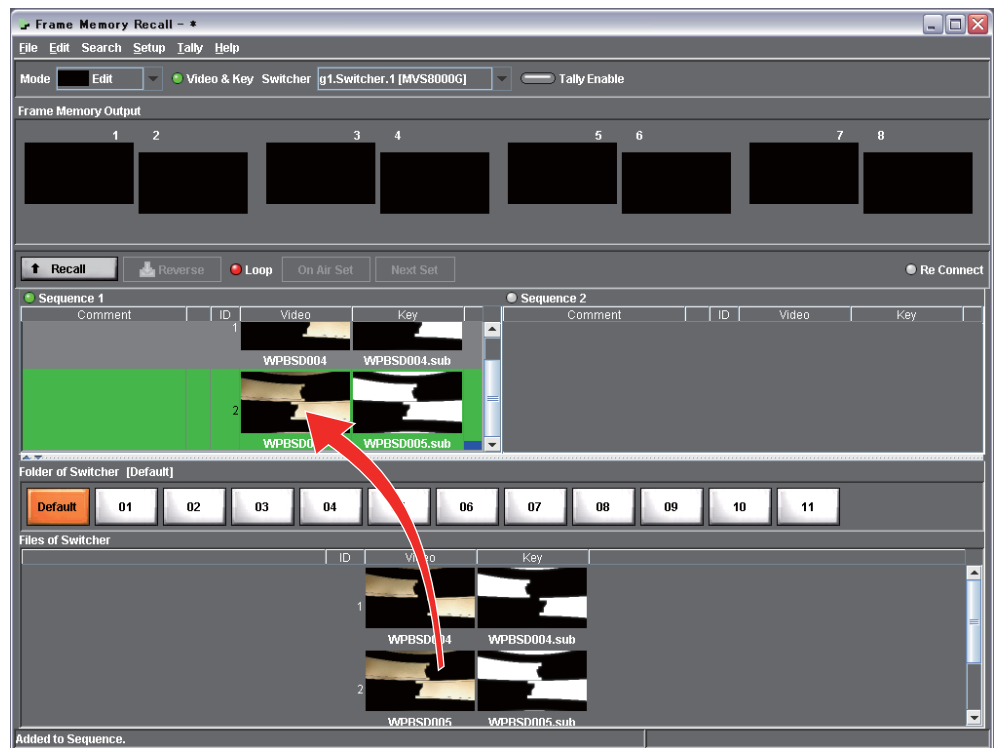 Frame Memory Recall - *
File Edit Search Setup Tally Help
Mode Edit Video & Key Switcher g1.Switcher.1 [MVS8000G] Tally Enable
Frame Memory Output
1 2 3 4 5 6 7 8
Recall Reverse Loop On Air Set Next Set Re Connect
Sequence 1 Sequence 2
Comment ID Video Key Comment ID Video Key
1
WPBSD004 WPBSD004.sub
2
WPBSD005.sub
Folder of Switcher [Default]
Default 01 02 03 04 06 07 08 09 10 11
Files of Switcher
ID Video Key
1
WPBSD004 WPBSD004.sub
2
WPBSD005 WPBSD005.sub
Added to Sequence.